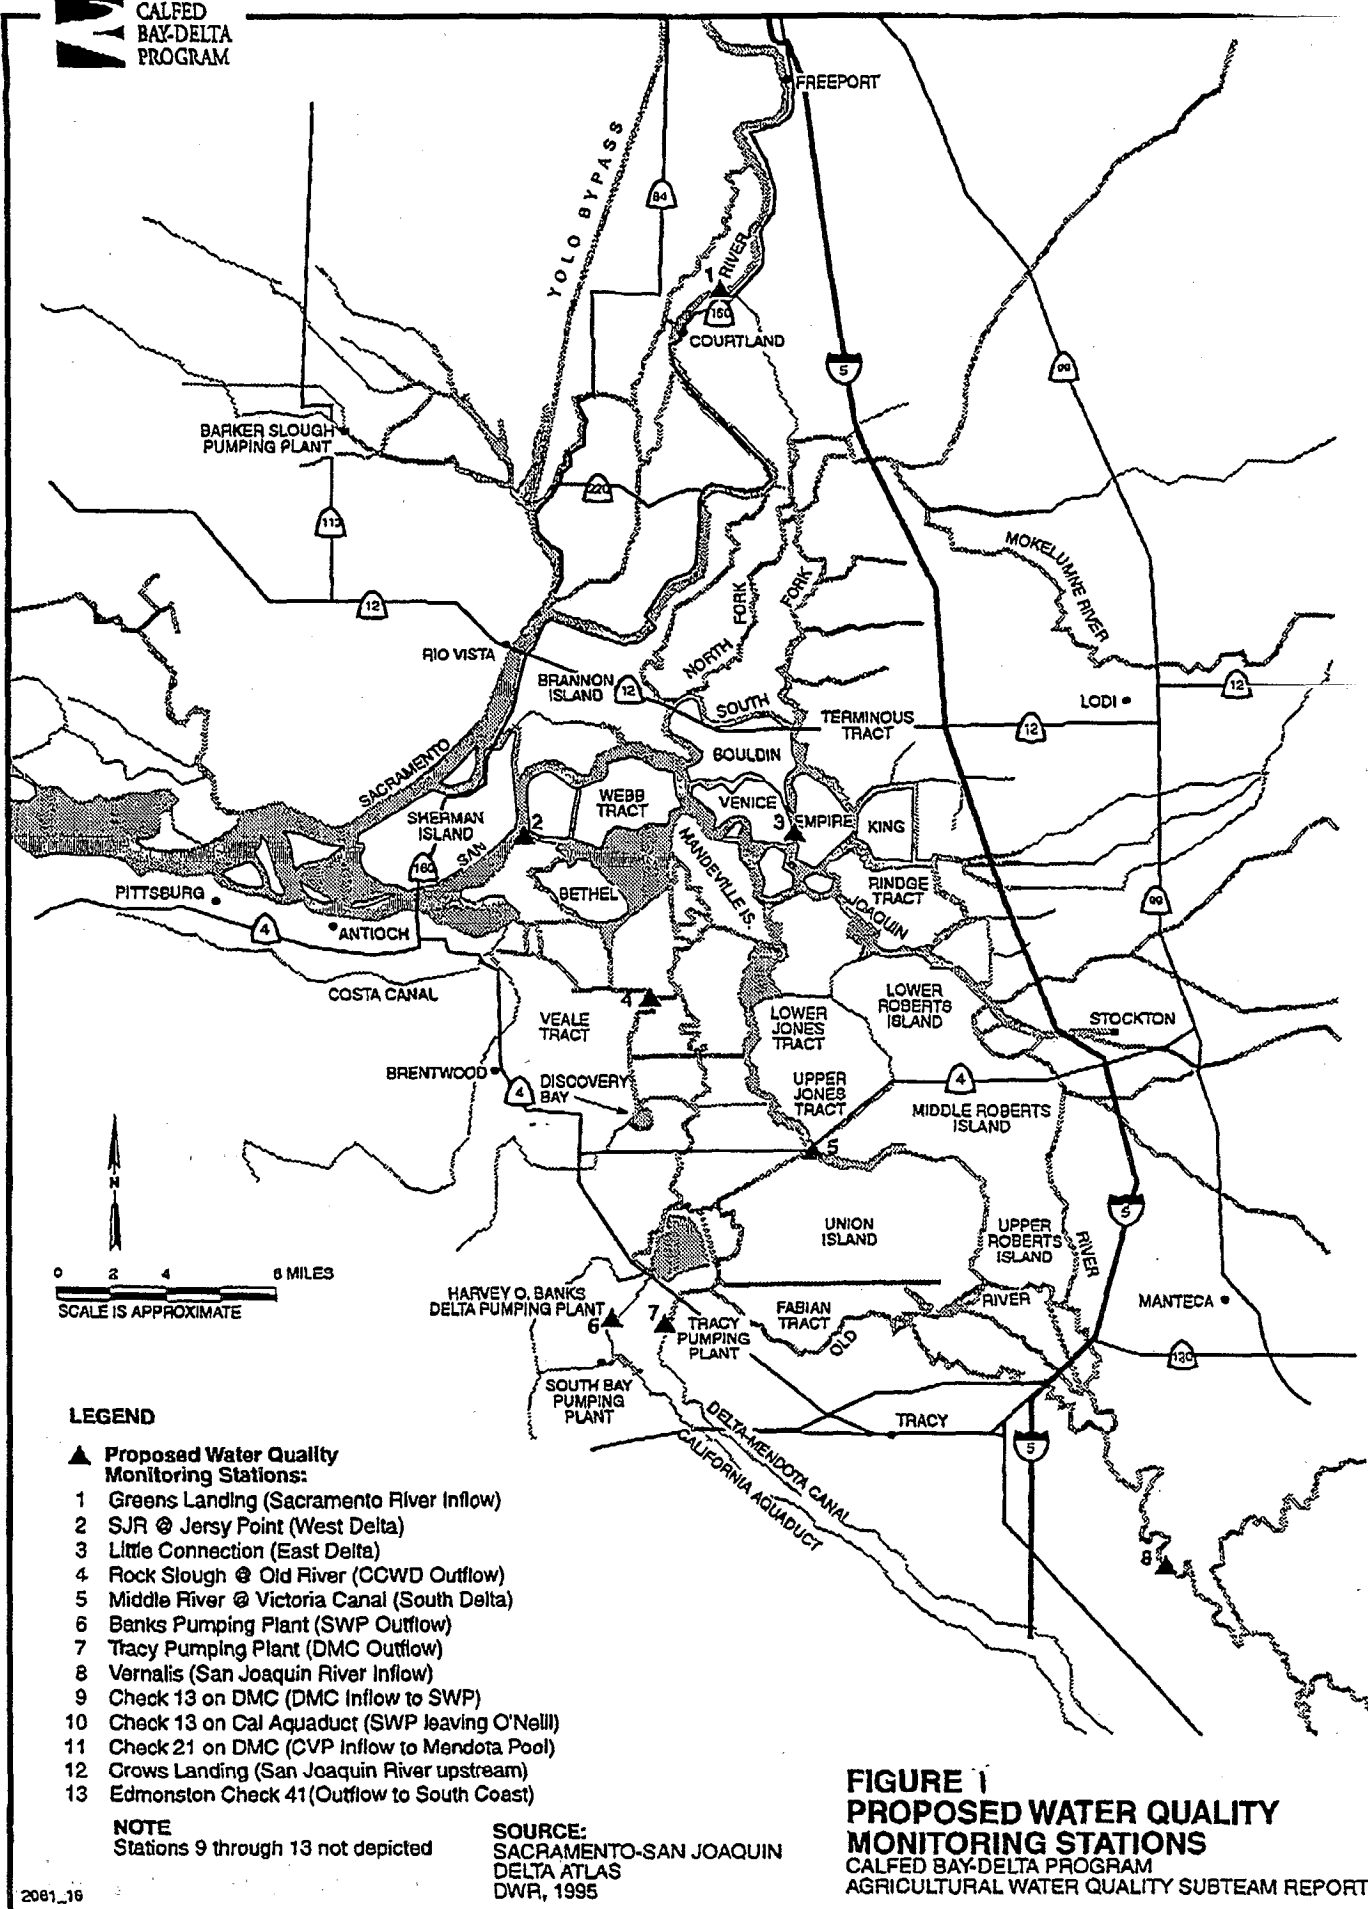 CALFED
BAY-DELTA
PROGRAM
FREEPORT
YOLO BYPASS
84
RIVER
1
160
COURTLAND
5
99
BARKER SLOUGH
PUMPING PLANT
220
113
MOKELUMNE RIVER
12
FORK
FORK
RIO VISTA
NORTH
BRANNON
ISLAND
12
SOUTH
LODI
12
TERMINOUS
TRACT
12
BOULDIN
SACRAMENTO
WEBB
TRACT
VENICE
SHERMAN
ISLAND
2
3
EMPIRE
KING
SAN
MANDEVILLE IS.
160
BETHEL
RINDGE
TRACT
PITTSBURG
JOAQUIN
99
4
ANTIOCH
COSTA CANAL
4
LOWER
ROBERTS
ISLAND
VEALE
TRACT
LOWER
JONES
TRACT
STOCKTON
BRENTWOOD
4
DISCOVERY
BAY
UPPER
JONES
TRACT
4
MIDDLE ROBERTS
ISLAND
5
N
UNION
ISLAND
UPPER
ROBERTS
ISLAND
RIVER
5
0 2 4 8 MILES
SCALE IS APPROXIMATE
HARVEY O. BANKS
DELTA PUMPING PLANT
6
7
TRACY
PUMPING
PLANT
FABIAN
TRACT
OLD
RIVER
MANTECA
120
SOUTH BAY
PUMPING
PLANT
DELTA-MENDOTA CANAL
CALIFORNIA AQUADUCT
TRACY
5
8
LEGEND
Proposed Water Quality
Monitoring Stations:
1 Greens Landing (Sacramento River Inflow)
2 SJR @ Jersy Point (West Delta)
3 Little Connection (East Delta)
4 Rock Slough @ Old River (CCWD Outflow)
5 Middle River @ Victoria Canal (South Delta)
6 Banks Pumping Plant (SWP Outflow)
7 Tracy Pumping Plant (DMC Outflow)
8 Vernalis (San Joaquin River Inflow)
9 Check 13 on DMC (DMC Inflow to SWP)
10 Check 13 on Cal Aquaduct (SWP leaving O'Neill)
11 Check 21 on DMC (CVP Inflow to Mendota Pool)
12 Crows Landing (San Joaquin River upstream)
13 Edmonston Check 41(Outflow to South Coast)
NOTE
Stations 9 through 13 not depicted
SOURCE:
SACRAMENTO-SAN JOAQUIN
DELTA ATLAS
DWR, 1995
FIGURE 1
PROPOSED WATER QUALITY
MONITORING STATIONS
CALFED BAY-DELTA PROGRAM
AGRICULTURAL WATER QUALITY SUBTEAM REPORT
2081_16